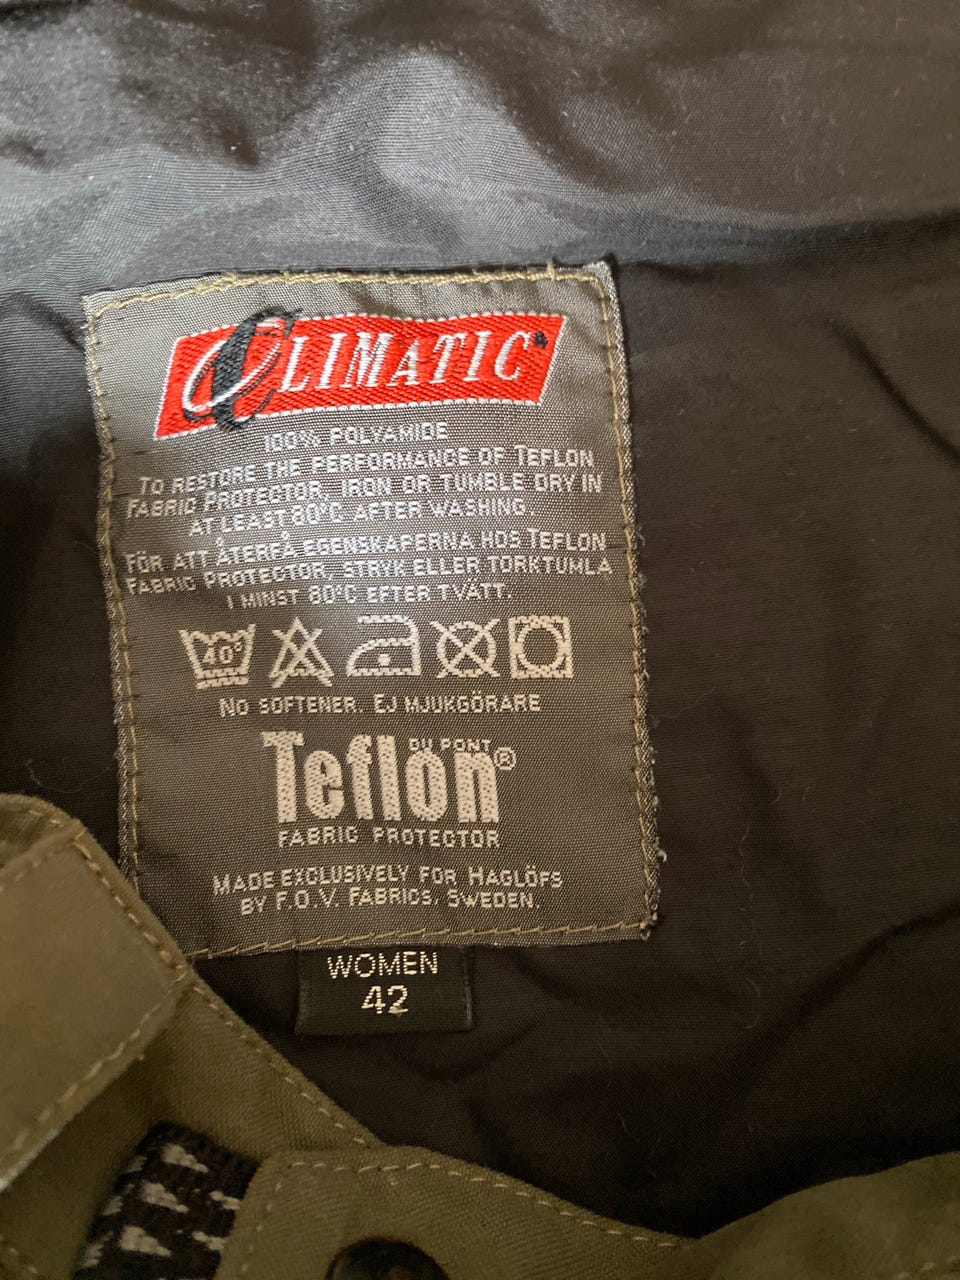 CLIMATIC®
100% POLYAMIDE
TO RESTORE THE PERFORMANCE OF TEFLON
FABRIC PROTECTOR, IRON OR TUMBLE DRY IN
AT LEAST 80°C AFTER WASHING.
FÖR ATT ÅTERFÅ EGENSKAPERNA HOS TEFLON
FABRIC PROTECTOR, STRYK ELLER TORKTUMLA
I MINST 80°C EFTER TVÄTT.
40°
NO SOFTENER. EJ MJUKGÖRARE
DU PONT
Teflon®
FABRIC PROTECTOR
MADE EXCLUSIVELY FOR HAGLÖFS
BY F.O.V. FABRICS, SWEDEN.
WOMEN
42